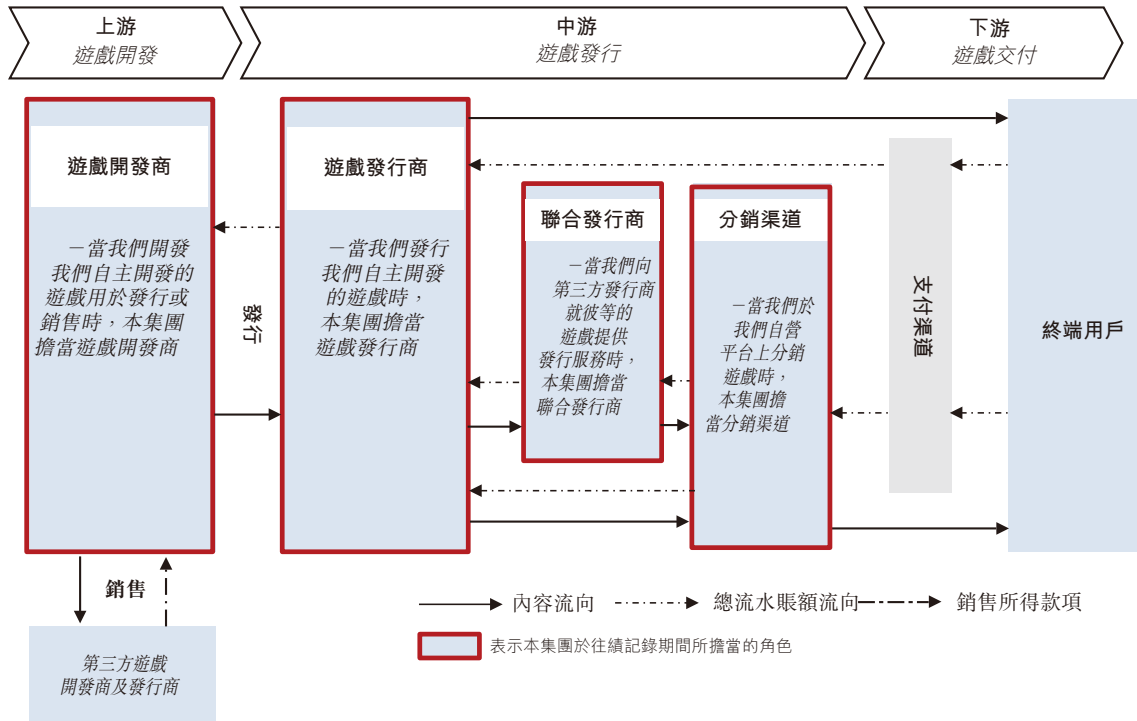 上游
遊戲開發
中游
遊戲發行
下游
遊戲交付
遊戲開發商
－當我們開發
我們自主開發的
遊戲用於發行或
銷售時，本集團
擔當遊戲開發商
發行
遊戲發行商
－當我們發行
我們自主開發
的遊戲時，
本集團擔當
遊戲發行商
聯合發行商
－當我們向
第三方發行商
就彼等的
遊戲提供
發行服務時，
本集團擔當
聯合發行商
分銷渠道
－當我們於
我們自營
平台上分銷
遊戲時，
本集團擔
當分銷渠道
支付渠道
終端用戶
銷售
第三方遊戲
開發商及發行商
內容流向
總流水賬額流向
銷售所得款項
表示本集團於往績記錄期間所擔當的角色